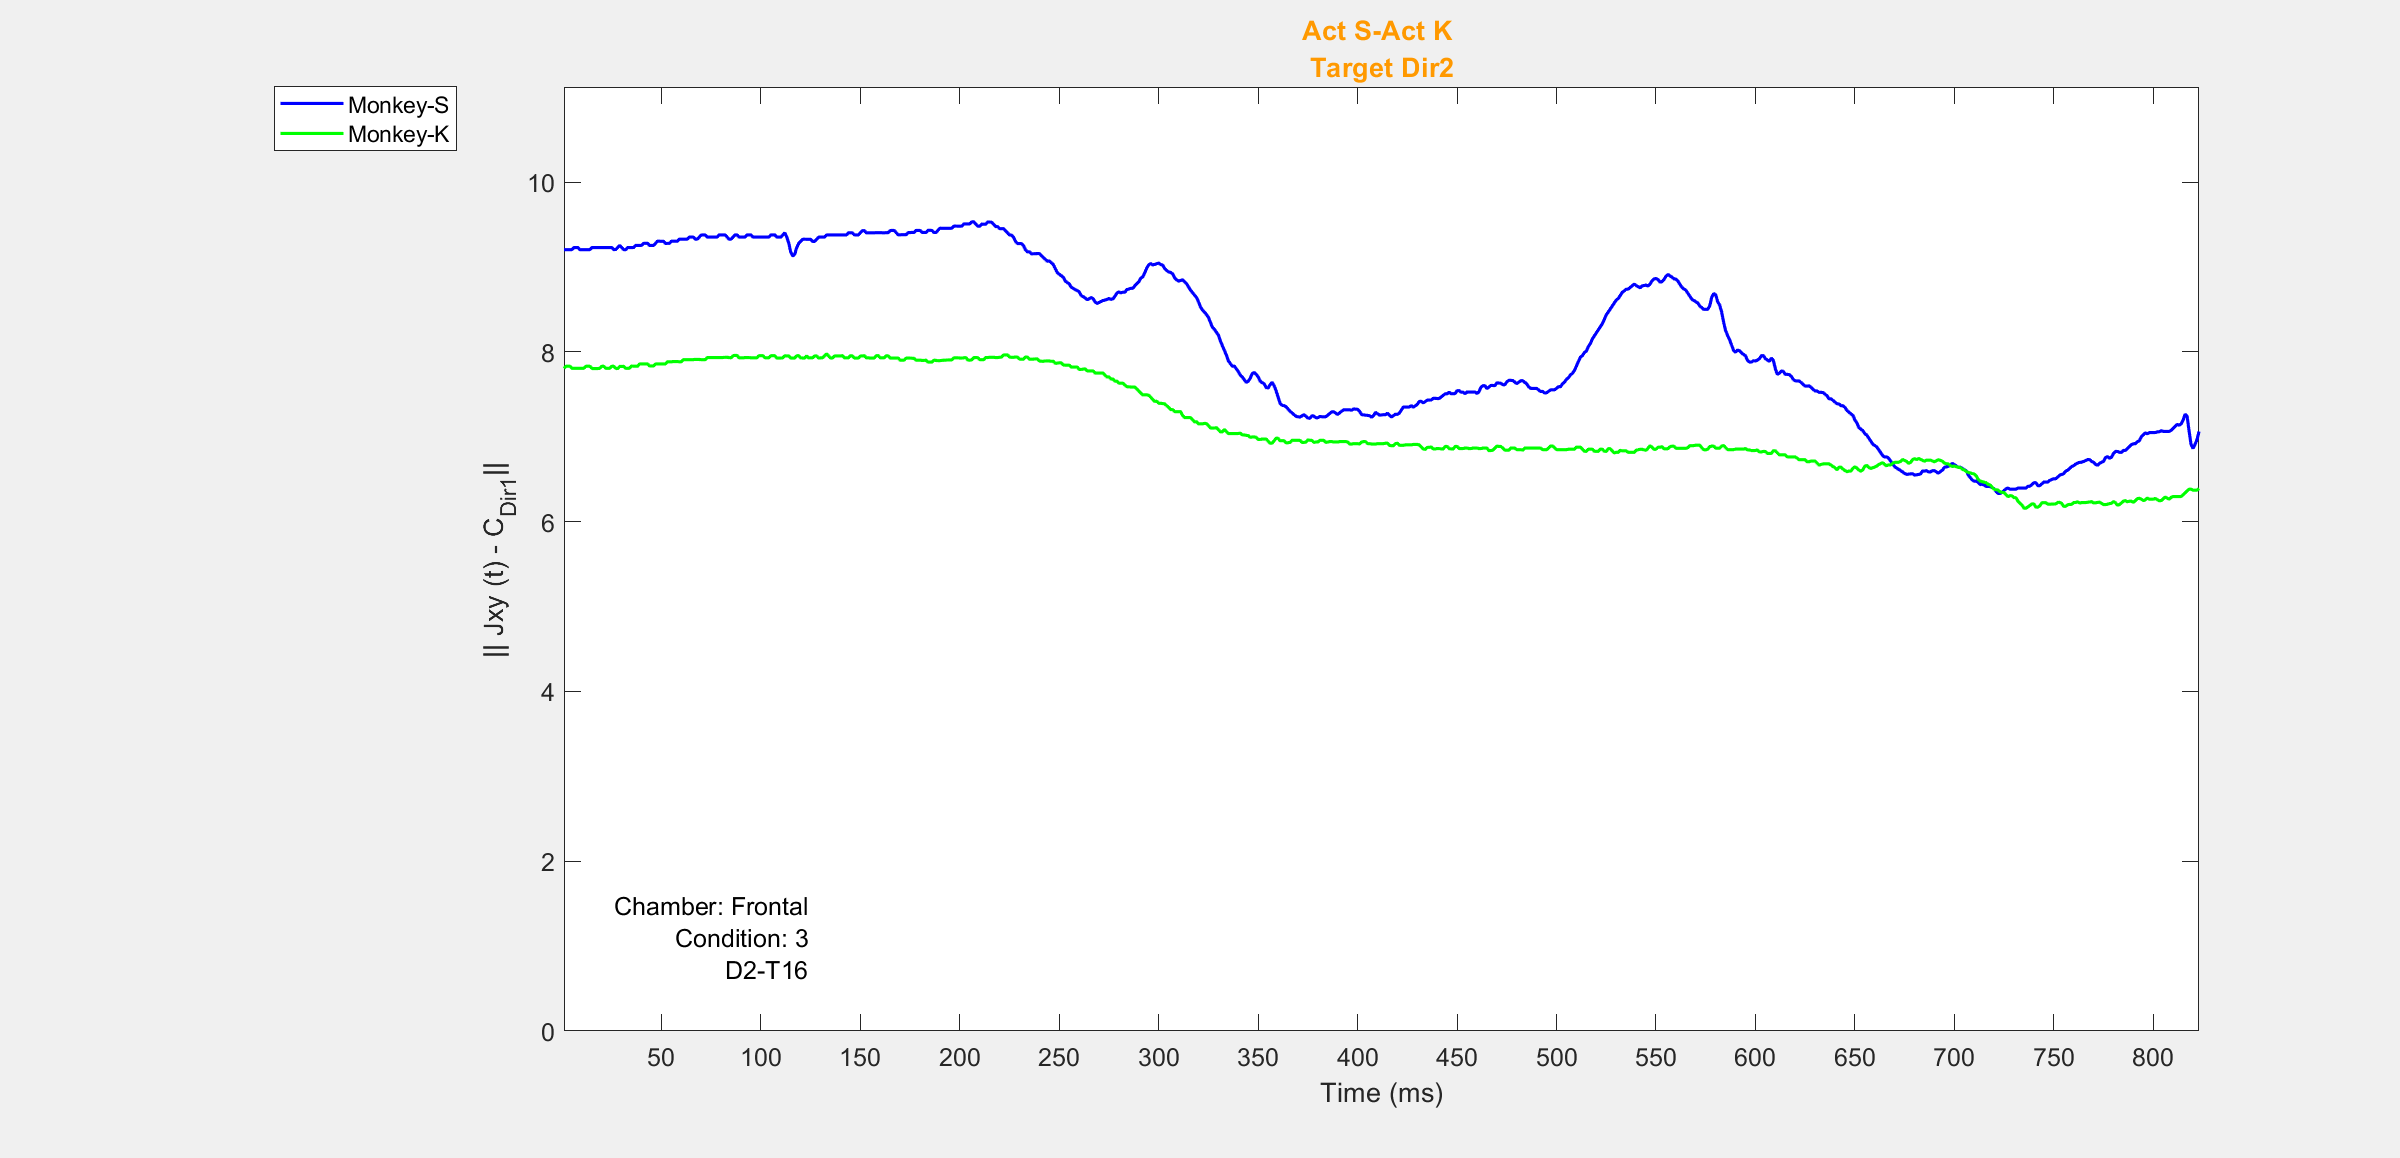 Act S-Act K
Target Dir2
Monkey-S
Monkey-K
10
8
6
4
2
0
|| Jxy (t) - C_Dir1||
Chamber: Frontal
Condition: 3
D2-T16
50 100 150 200 250 300 350 400 450 500 550 600 650 700 750 800
Time (ms)